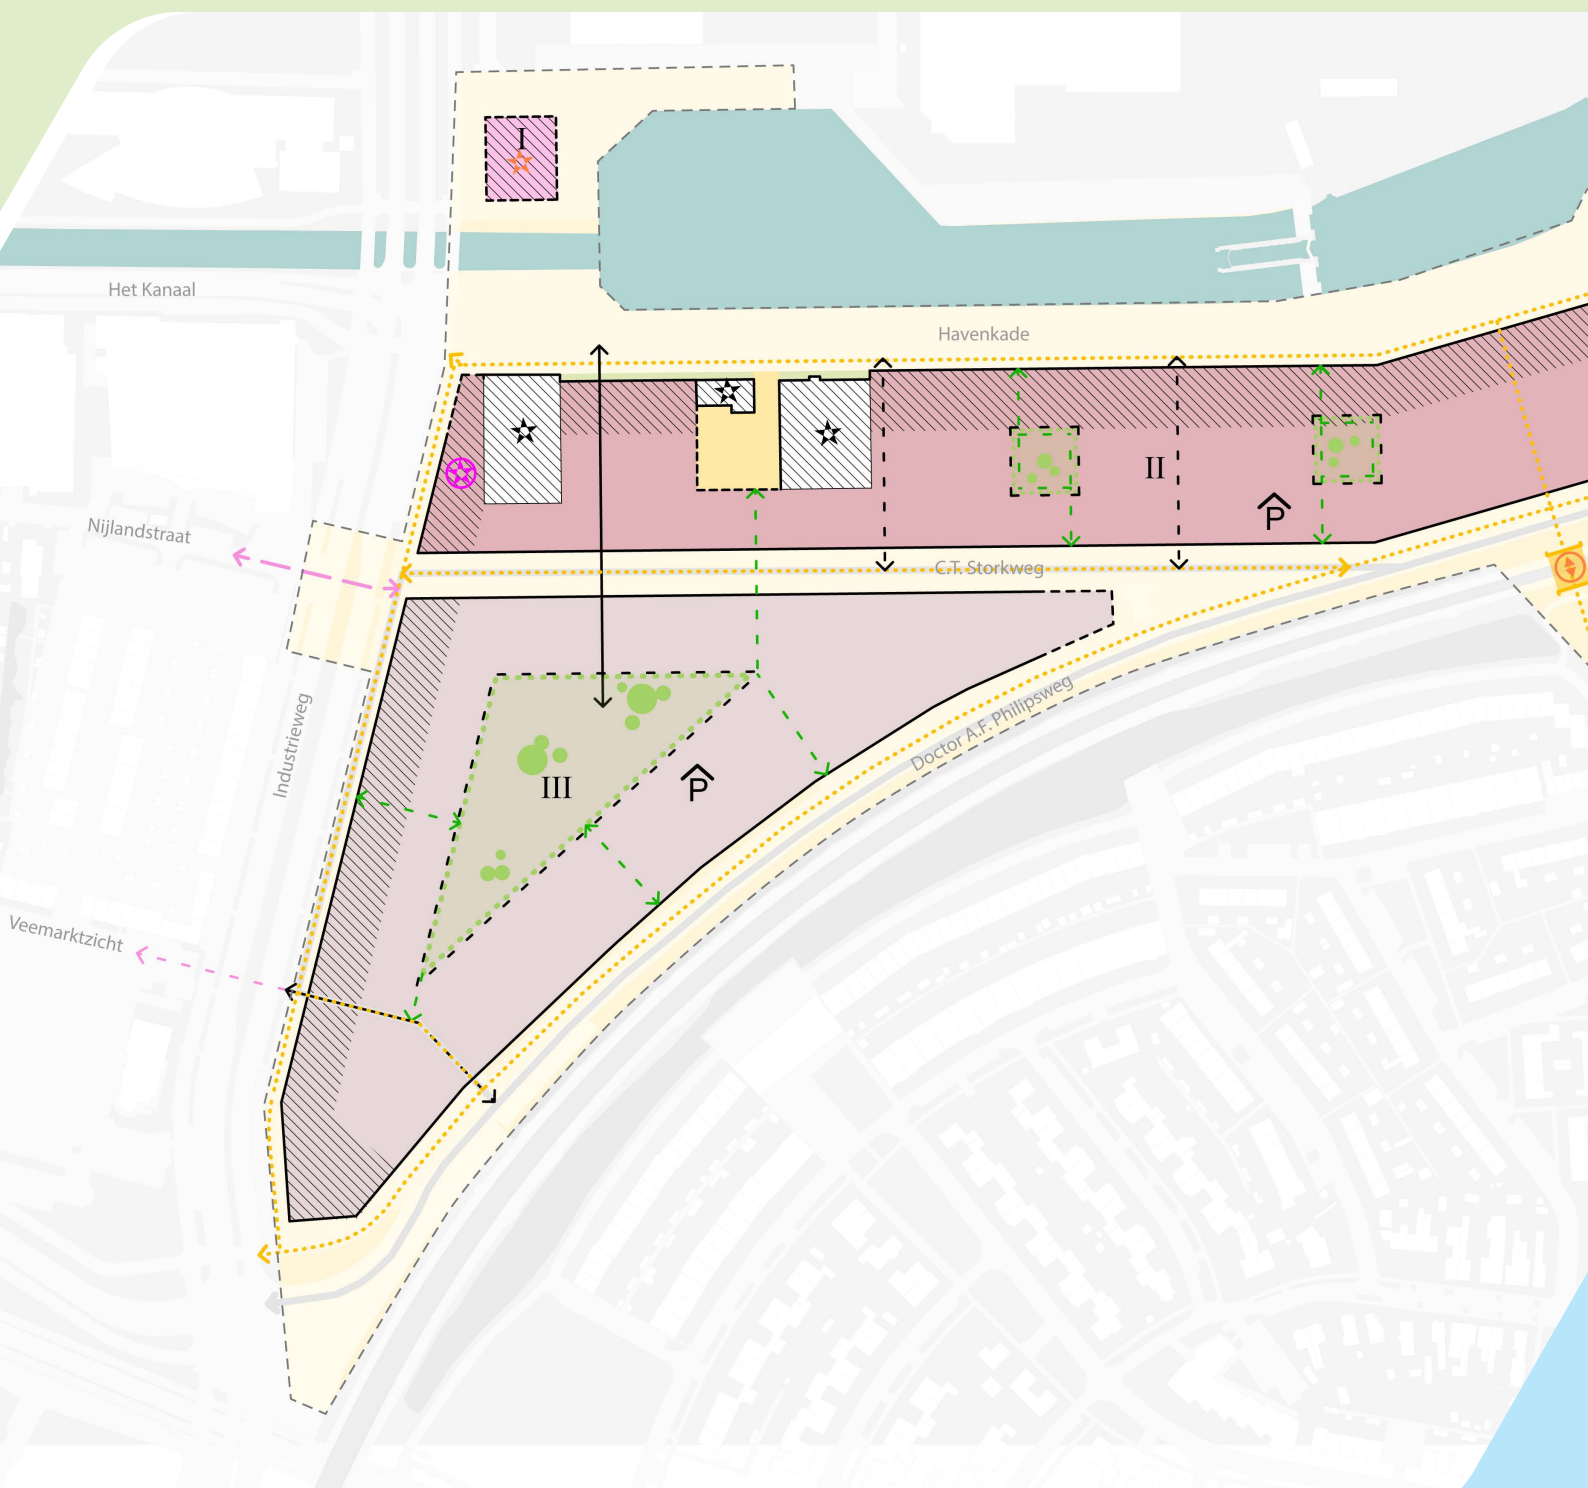 I
Het Kanaal
Havenkade
II
P
Nijlandstraat
C.T. Storkweg
Industrieweg
Doctor A.F. Philipsweg
P
III
Veemarktzicht